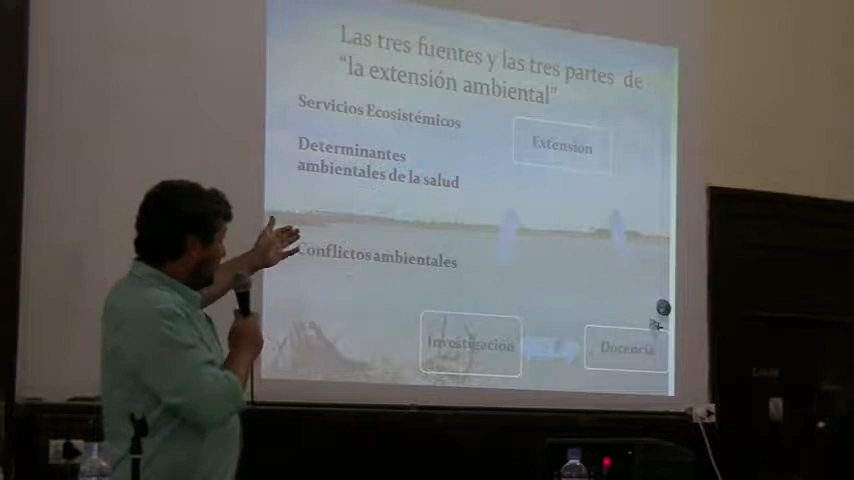 Las tres fuentes y las tres partes de
“la extensión ambiental”
Servicios Ecosistémicos
Extensión
Determinantes
ambientales de la salud
Conflictos ambientales
Investigación
Docencia